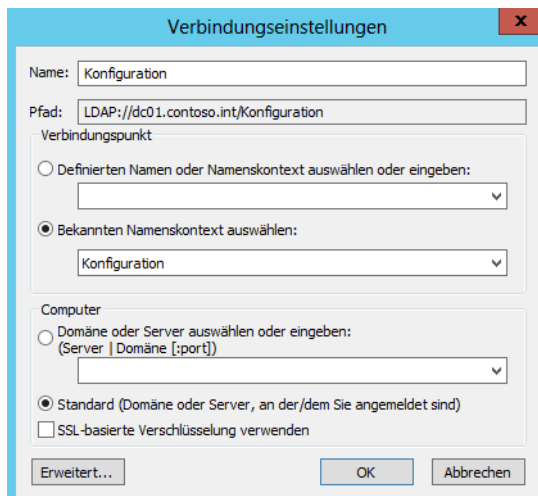 Verbindungseinstellungen
x
Name: Konfiguration
Pfad: LDAP://dc01.contoso.int/Konfiguration
Verbindungspunkt
Definierten Namen oder Namenskontext auswählen oder eingeben:
Bekannten Namenskontext auswählen:
Konfiguration
Computer
Domäne oder Server auswählen oder eingeben:
(Server | Domäne [:port])
Standard (Domäne oder Server, an der/dem Sie angemeldet sind)
SSL-basierte Verschlüsselung verwenden
Erweitert... OK Abbrechen